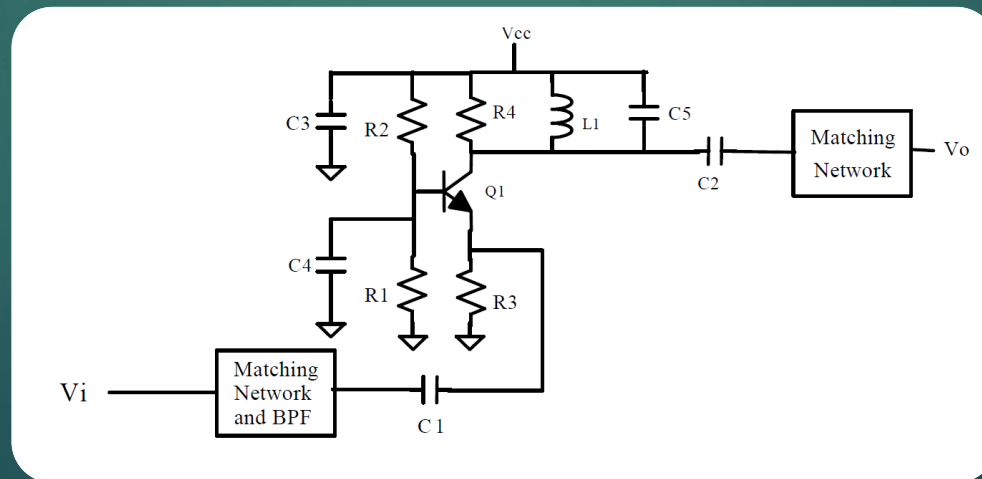 Vcc
C3
R2
R4
L1
C5
C2
Matching
Network
Vo
Q1
C4
R1
R3
Vi
Matching
Network
and BPF
C1